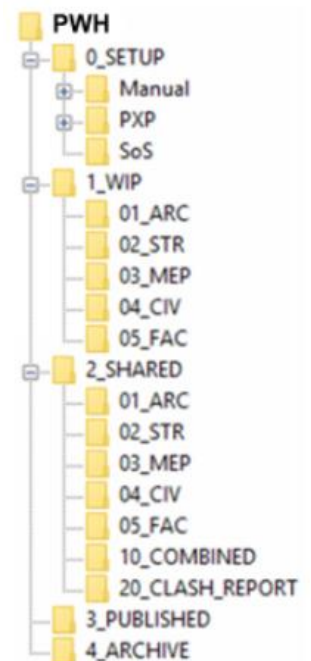 PWH
0_SETUP
Manual
PXP
SoS
1_WIP
01_ARC
02_STR
03_MEP
04_CIV
05_FAC
2_SHARED
01_ARC
02_STR
03_MEP
04_CIV
05_FAC
10_COMBINED
20_CLASH_REPORT
3_PUBLISHED
4_ARCHIVE